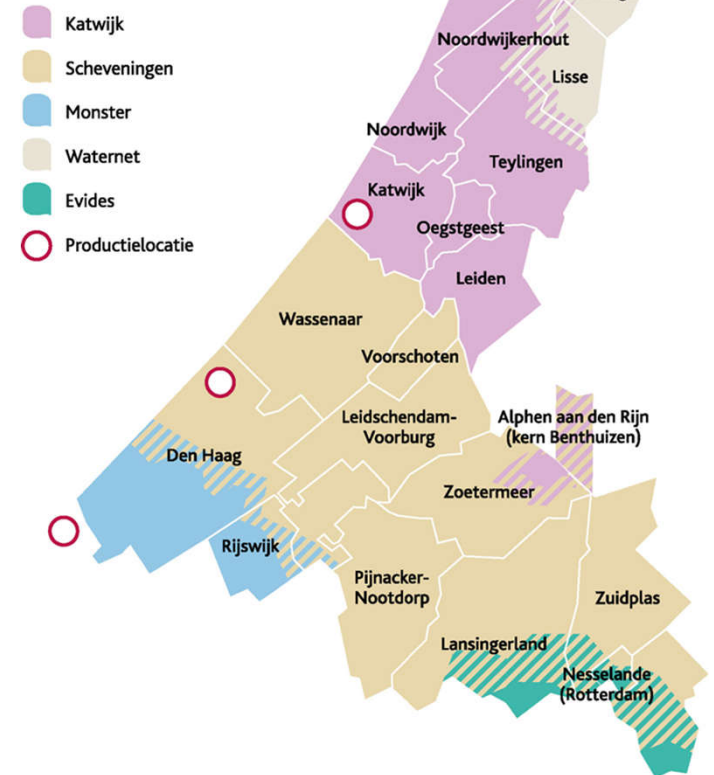 Katwijk
Scheveningen
Monster
Waternet
Evides
Productielocatie
Noordwijkerhout
Lisse
Noordwijk
Teylingen
Katwijk
Oegstgeest
Leiden
Wassenaar
Voorschoten
Leidschendam-
Voorburg
Alphen aan den Rijn
(kern Benthuizen)
Den Haag
Zoetermeer
Rijswijk
Pijnacker-
Nootdorp
Zuidplas
Lansingerland
Nesselande
(Rotterdam)